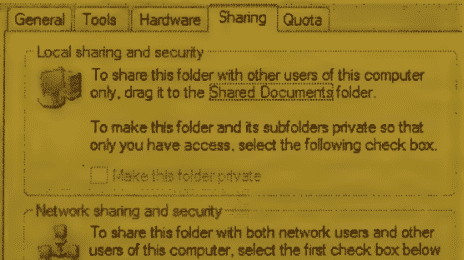 General Tools Hardware Sharing Quota
Local sharing and security
To share this folder with other users of this computer
only, drag it to the Shared Documents folder.
To make this folder and its subfolders private so that
only you have access, select the following check box.
Make this folder private
Network sharing and security
To share this folder with both network users and other
users of this computer, select the first check box below